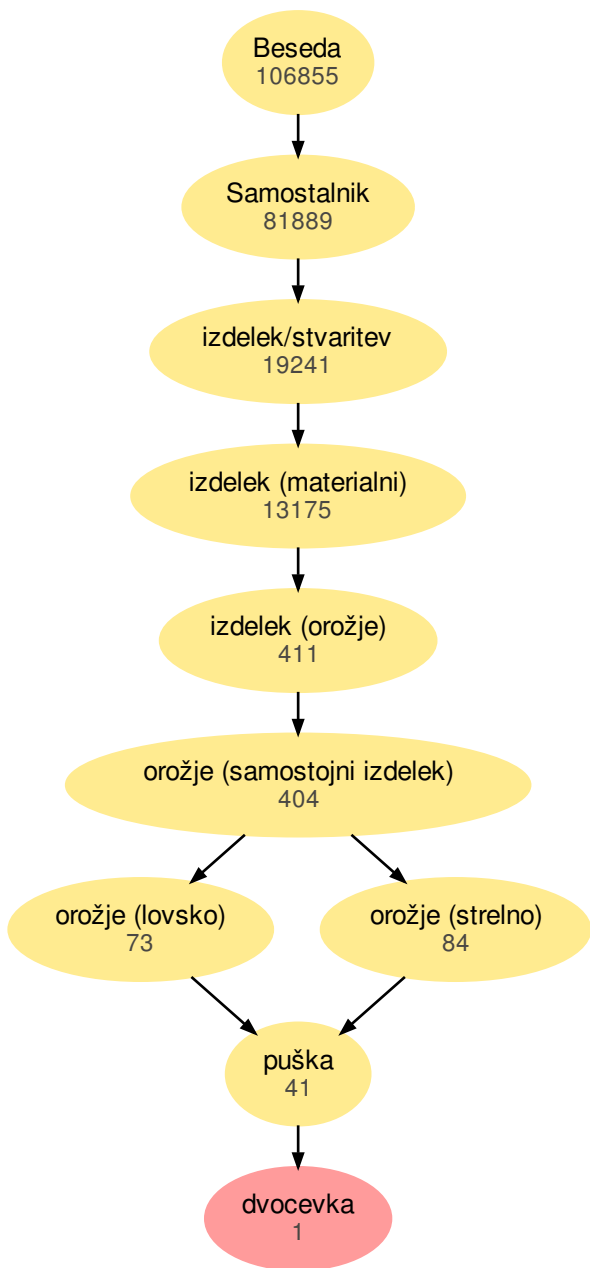 Beseda
106855
Samostalnik
81889
izdelek/stvaritev
19241
izdelek (materialni)
13175
izdelek (orožje)
411
orožje (samostojni izdelek)
404
orožje (lovsko)
73
orožje (strelno)
84
puška
41
dvocevka
1